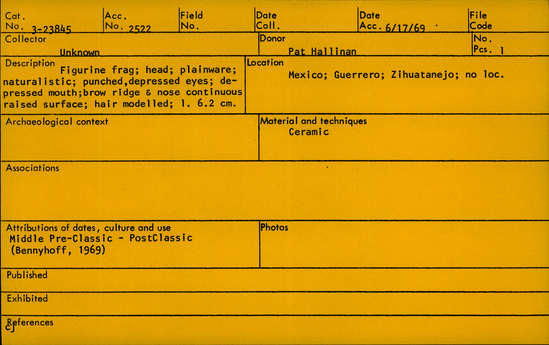 Cat. No. 3-23845 Acc. No. 2522 Field No. Date Coll. Date Acc. 6/17/69 File Code
Collector Unknown Donor Pat Hallinan No. Pcs. 1
Description Figurine frag; head; plainware;
naturalistic; punched,depressed eyes; de-
pressed mouth;brow ridge & nose continuous
raised surface; hair modelled; l. 6.2 cm.
Location
Mexico; Guerrero; Zihuatanejo; no loc.
Archaeological context
Material and techniques
Ceramic
Associations
Attributions of dates, culture and use
Middle Pre-Classic - PostClassic
(Bennyhoff, 1969)
Photos
Published
Exhibited
References